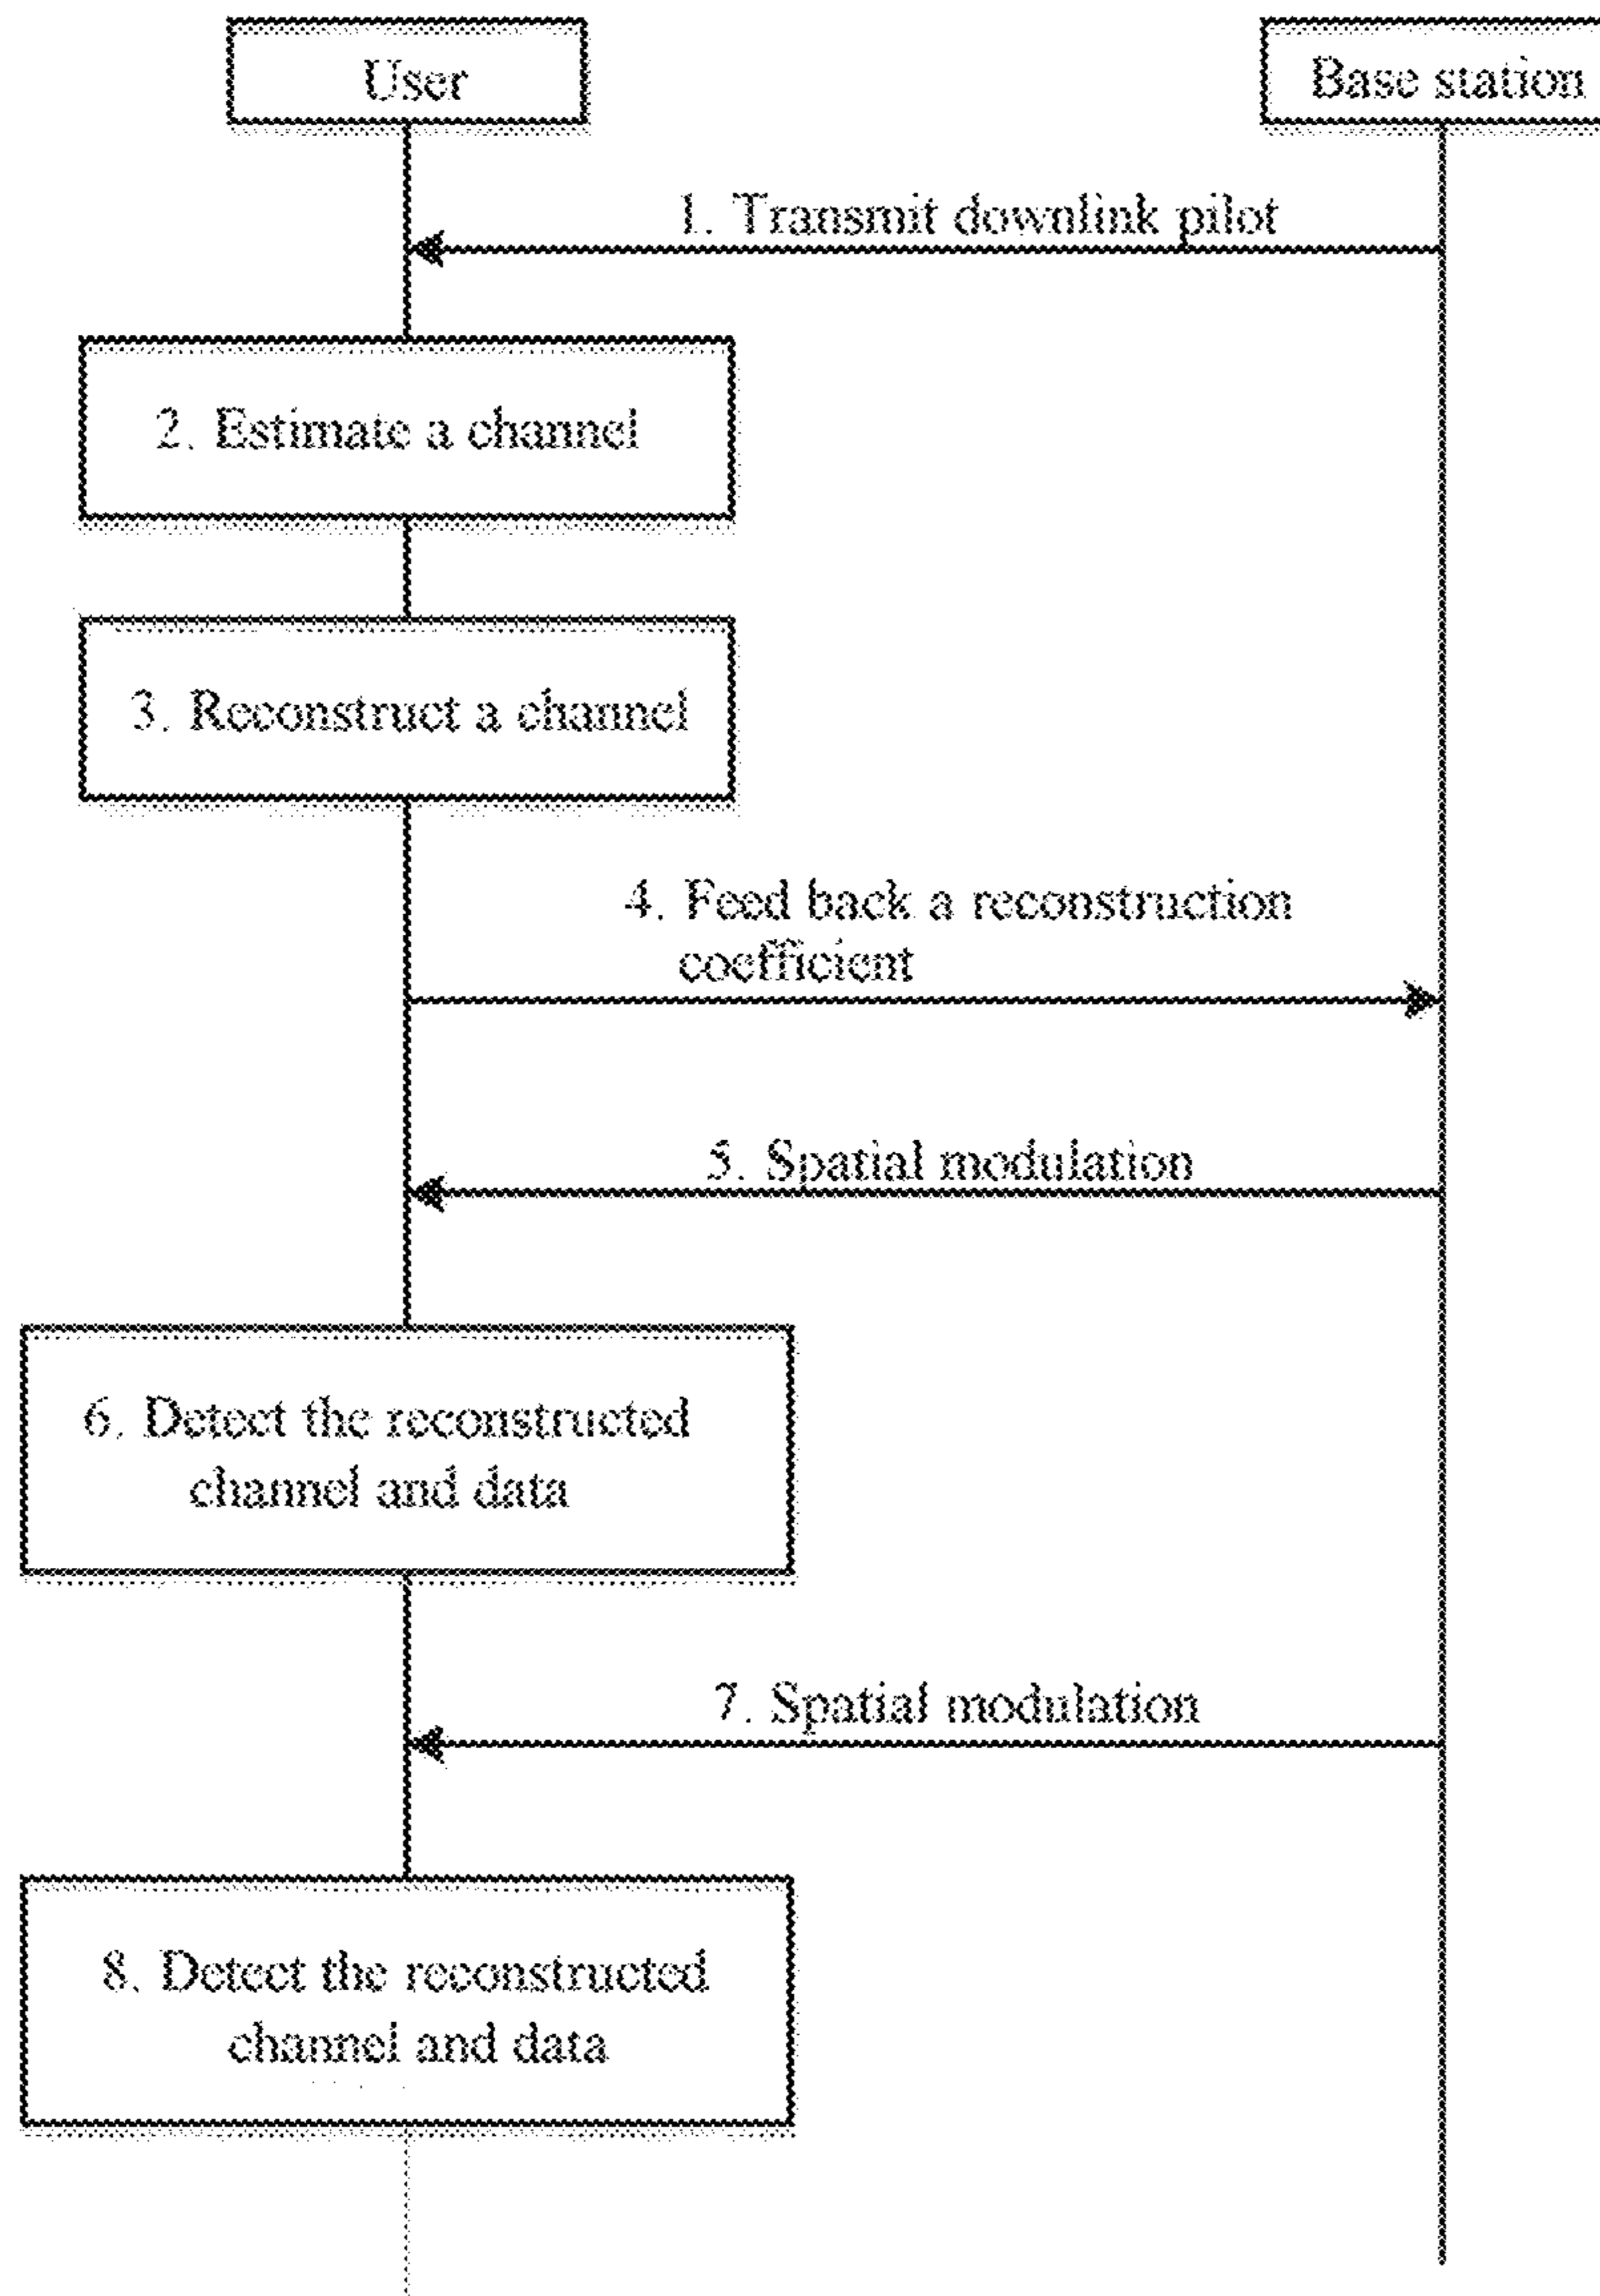 User
Base station
1. Transmit downlink pilot
2. Estimate a channel
3. Reconstruct a channel
4. Feed back a reconstruction
coefficient
5. Spatial modulation
6. Detect the reconstructed
channel and data
7. Spatial modulation
8. Detect the reconstructed
channel and data